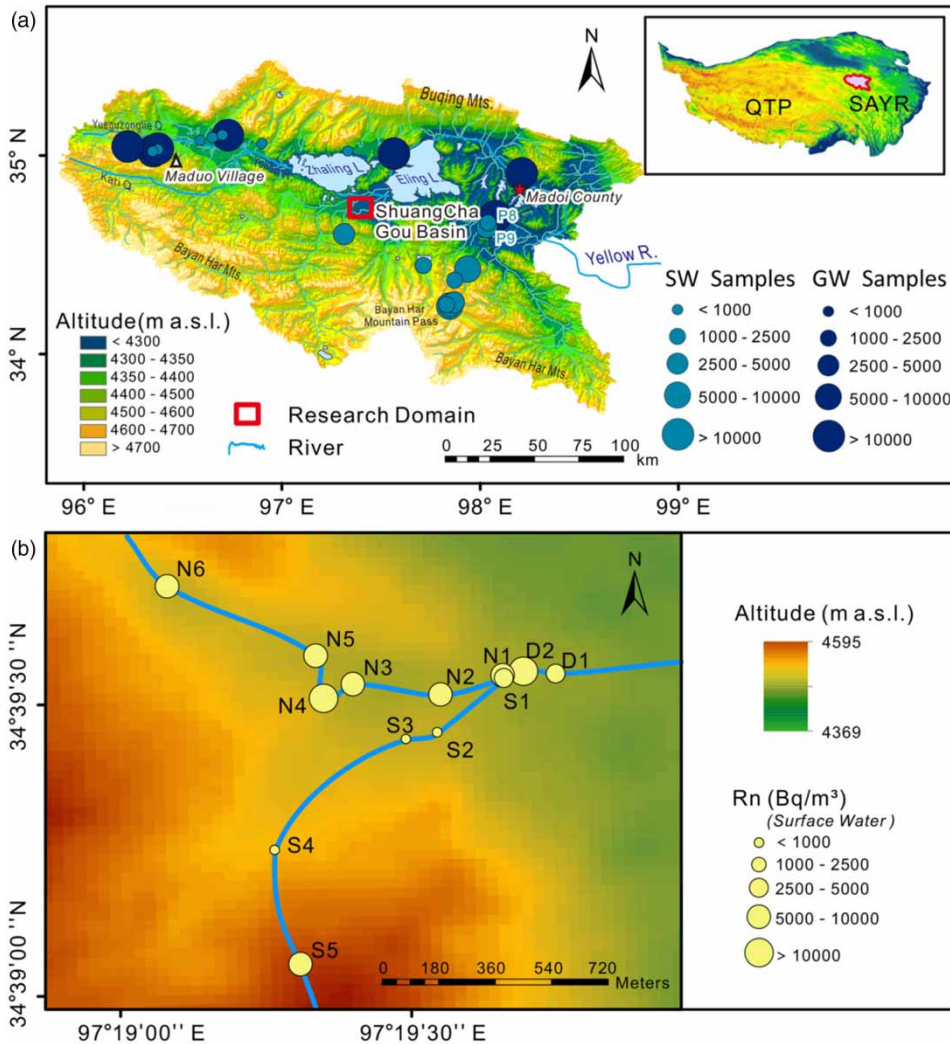 (a)
N
QTP
SAYR
Buqing Mts.
Yueguzonglie Q.
35° N
Maduo Village
Kari Q.
Zhaling L.
Eling L.
Madoi County
ShuangCha
Gou Basin
P8
P9
Yellow R.
Bayan Har Mts.
Bayan Har
Mountain Pass
Bayan Har Mts.
34° N
Altitude(m a.s.l.)
< 4300
4300 - 4350
4350 - 4400
4400 - 4500
4500 - 4600
4600 - 4700
> 4700
Research Domain
River
0 25 50 75 100
km
SW Samples
< 1000
1000 - 2500
2500 - 5000
5000 - 10000
> 10000
GW Samples
< 1000
1000 - 2500
2500 - 5000
5000 - 10000
> 10000
96° E
97° E
98° E
99° E
(b)
N
N6
N5
N4
N3
N2
N1
D2
D1
S1
S2
S3
S4
S5
34°39'30 ''N
34°39'00 ''N
0 180 360 540 720
Meters
97°19'00'' E
97°19'30'' E
Altitude (m a.s.l.)
4595
4369
Rn (Bq/m³)
(Surface Water)
< 1000
1000 - 2500
2500 - 5000
5000 - 10000
> 10000